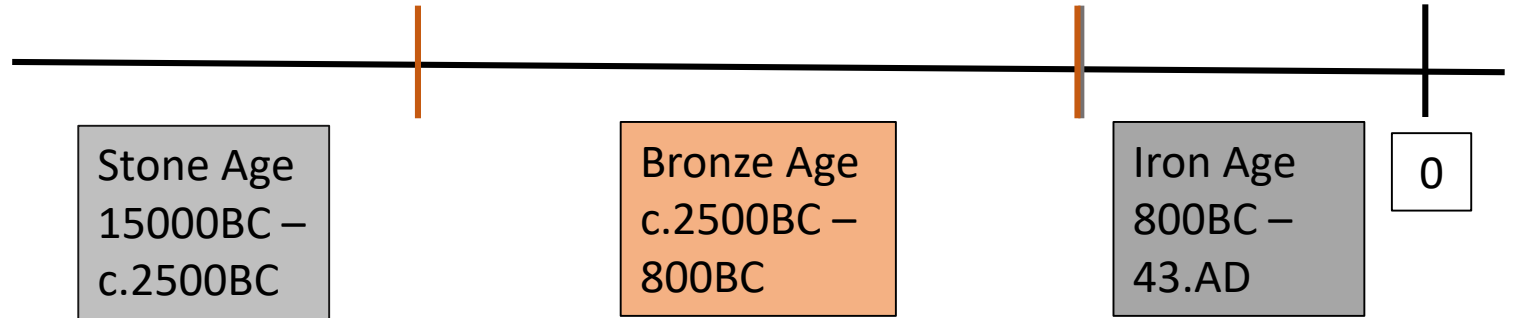 Stone Age
15000BC –
c.2500BC
Bronze Age
c.2500BC –
800BC
Iron Age
800BC –
43.AD
0